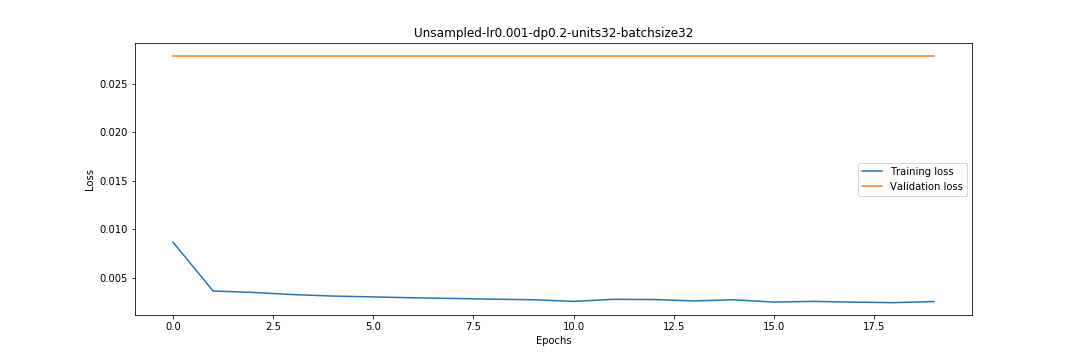 Unsampled-lr0.001-dp0.2-units32-batchsize32
0.025
0.020
0.015
0.010
0.005
Loss
Training loss
Validation loss
0.0 2.5 5.0 7.5 10.0 12.5 15.0 17.5
Epochs